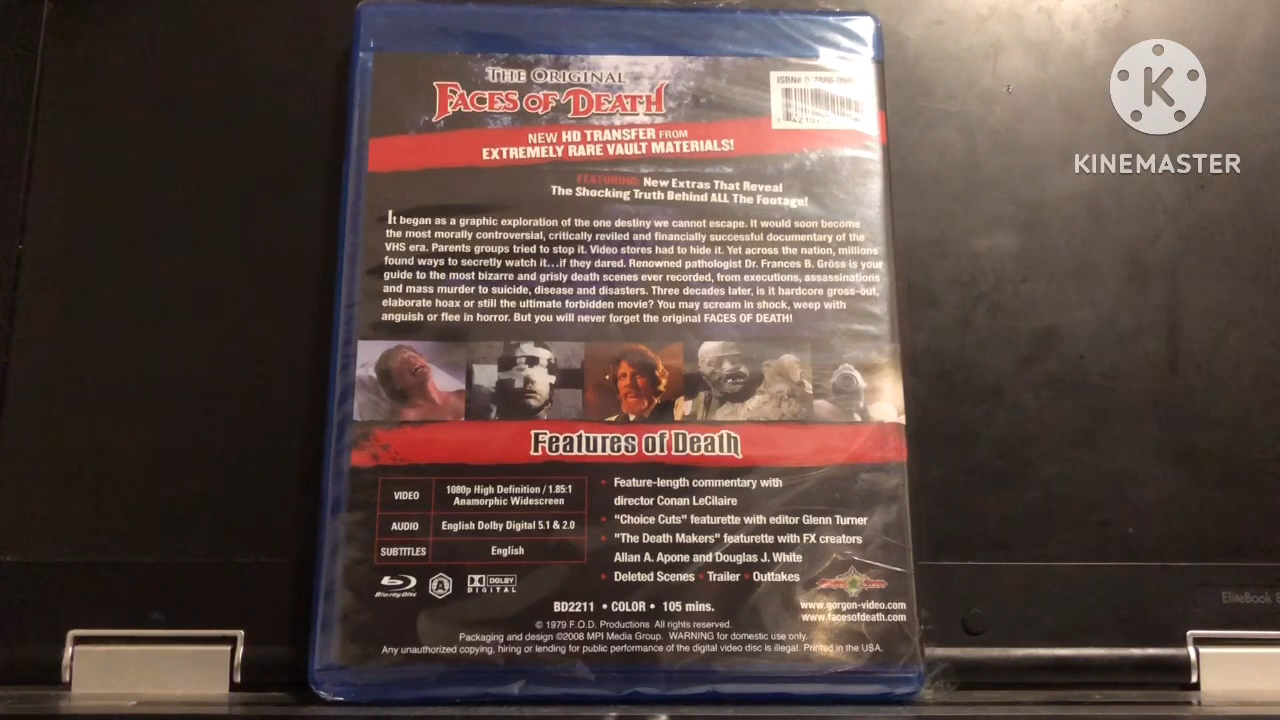 THE ORIGINAL
FACES OF DEATH
ISBN# 0-7886-09
NEW HD TRANSFER FROM
EXTREMELY RARE VAULT MATERIALS!
FEATURING: New Extras That Reveal
The Shocking Truth Behind ALL The Footage!
It began as a graphic exploration of the one destiny we cannot escape. It would soon become
the most morally controversial, critically reviled and financially successful documentary of the
VHS era. Parents groups tried to stop it. Video stores had to hide it. Yet across the nation, millions
found ways to secretly watch it...if they dared. Renowned pathologist Dr. Frances B. Gröss is your
guide to the most bizarre and grisly death scenes ever recorded, from executions, assassinations
and mass murder to suicide, disease and disasters. Three decades later, is it hardcore gross-out,
elaborate hoax or still the ultimate forbidden movie? You may scream in shock, weep with
anguish or flee in horror. But you will never forget the original FACES OF DEATH!
Features of Death
VIDEO
1080p High Definition / 1.85:1
Anamorphic Widescreen
AUDIO
English Dolby Digital 5.1 & 2.0
SUBTITLES
English
• Feature-length commentary with
director Conan LeCilaire
• "Choice Cuts" featurette with editor Glenn Turner
• "The Death Makers" featurette with FX creators
Allan A. Apone and Douglas J. White
• Deleted Scenes • Trailer • Outtakes
Blu-ray Disc
A
DOLBY
DIGITAL
BD2211 • COLOR • 105 mins.
www.gorgon-video.com
www.facesofdeath.com
© 1979 F.O.D. Productions All rights reserved.
Packaging and design ©2008 MPI Media Group. WARNING for domestic use only.
Any unauthorized copying, hiring or lending for public performance of the digital video disc is illegal. Printed in the USA.
K
KINEMASTER
EliteBook